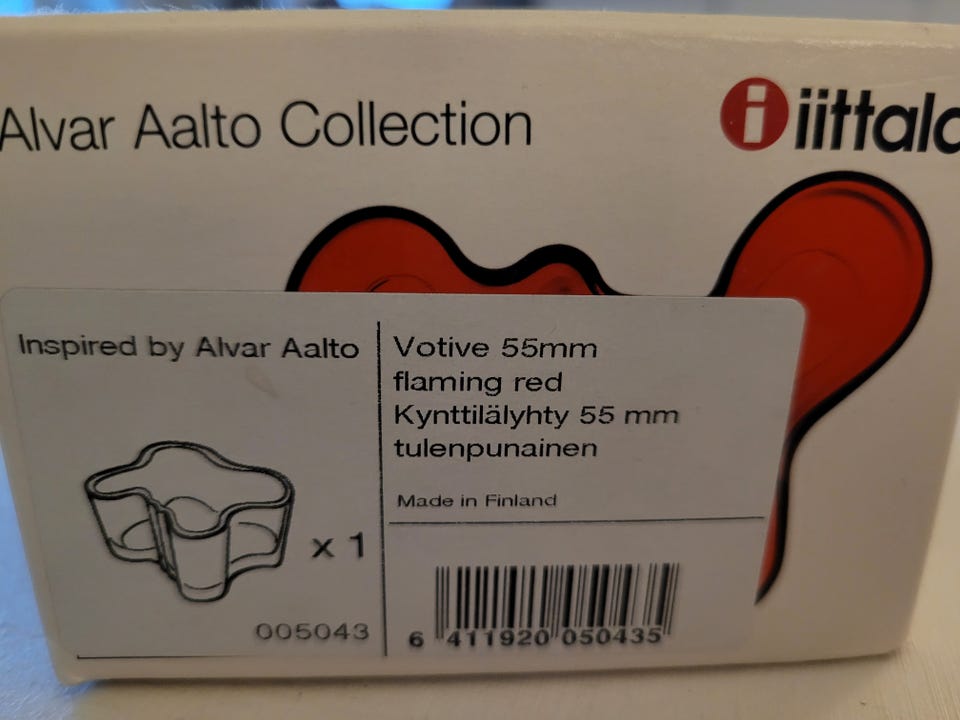 Alvar Aalto Collection
i iittala
Inspired by Alvar Aalto
x 1
005043
Votive 55mm
flaming red
Kynttilälyhty 55 mm
tulenpunainen
Made in Finland
6 411920 050435